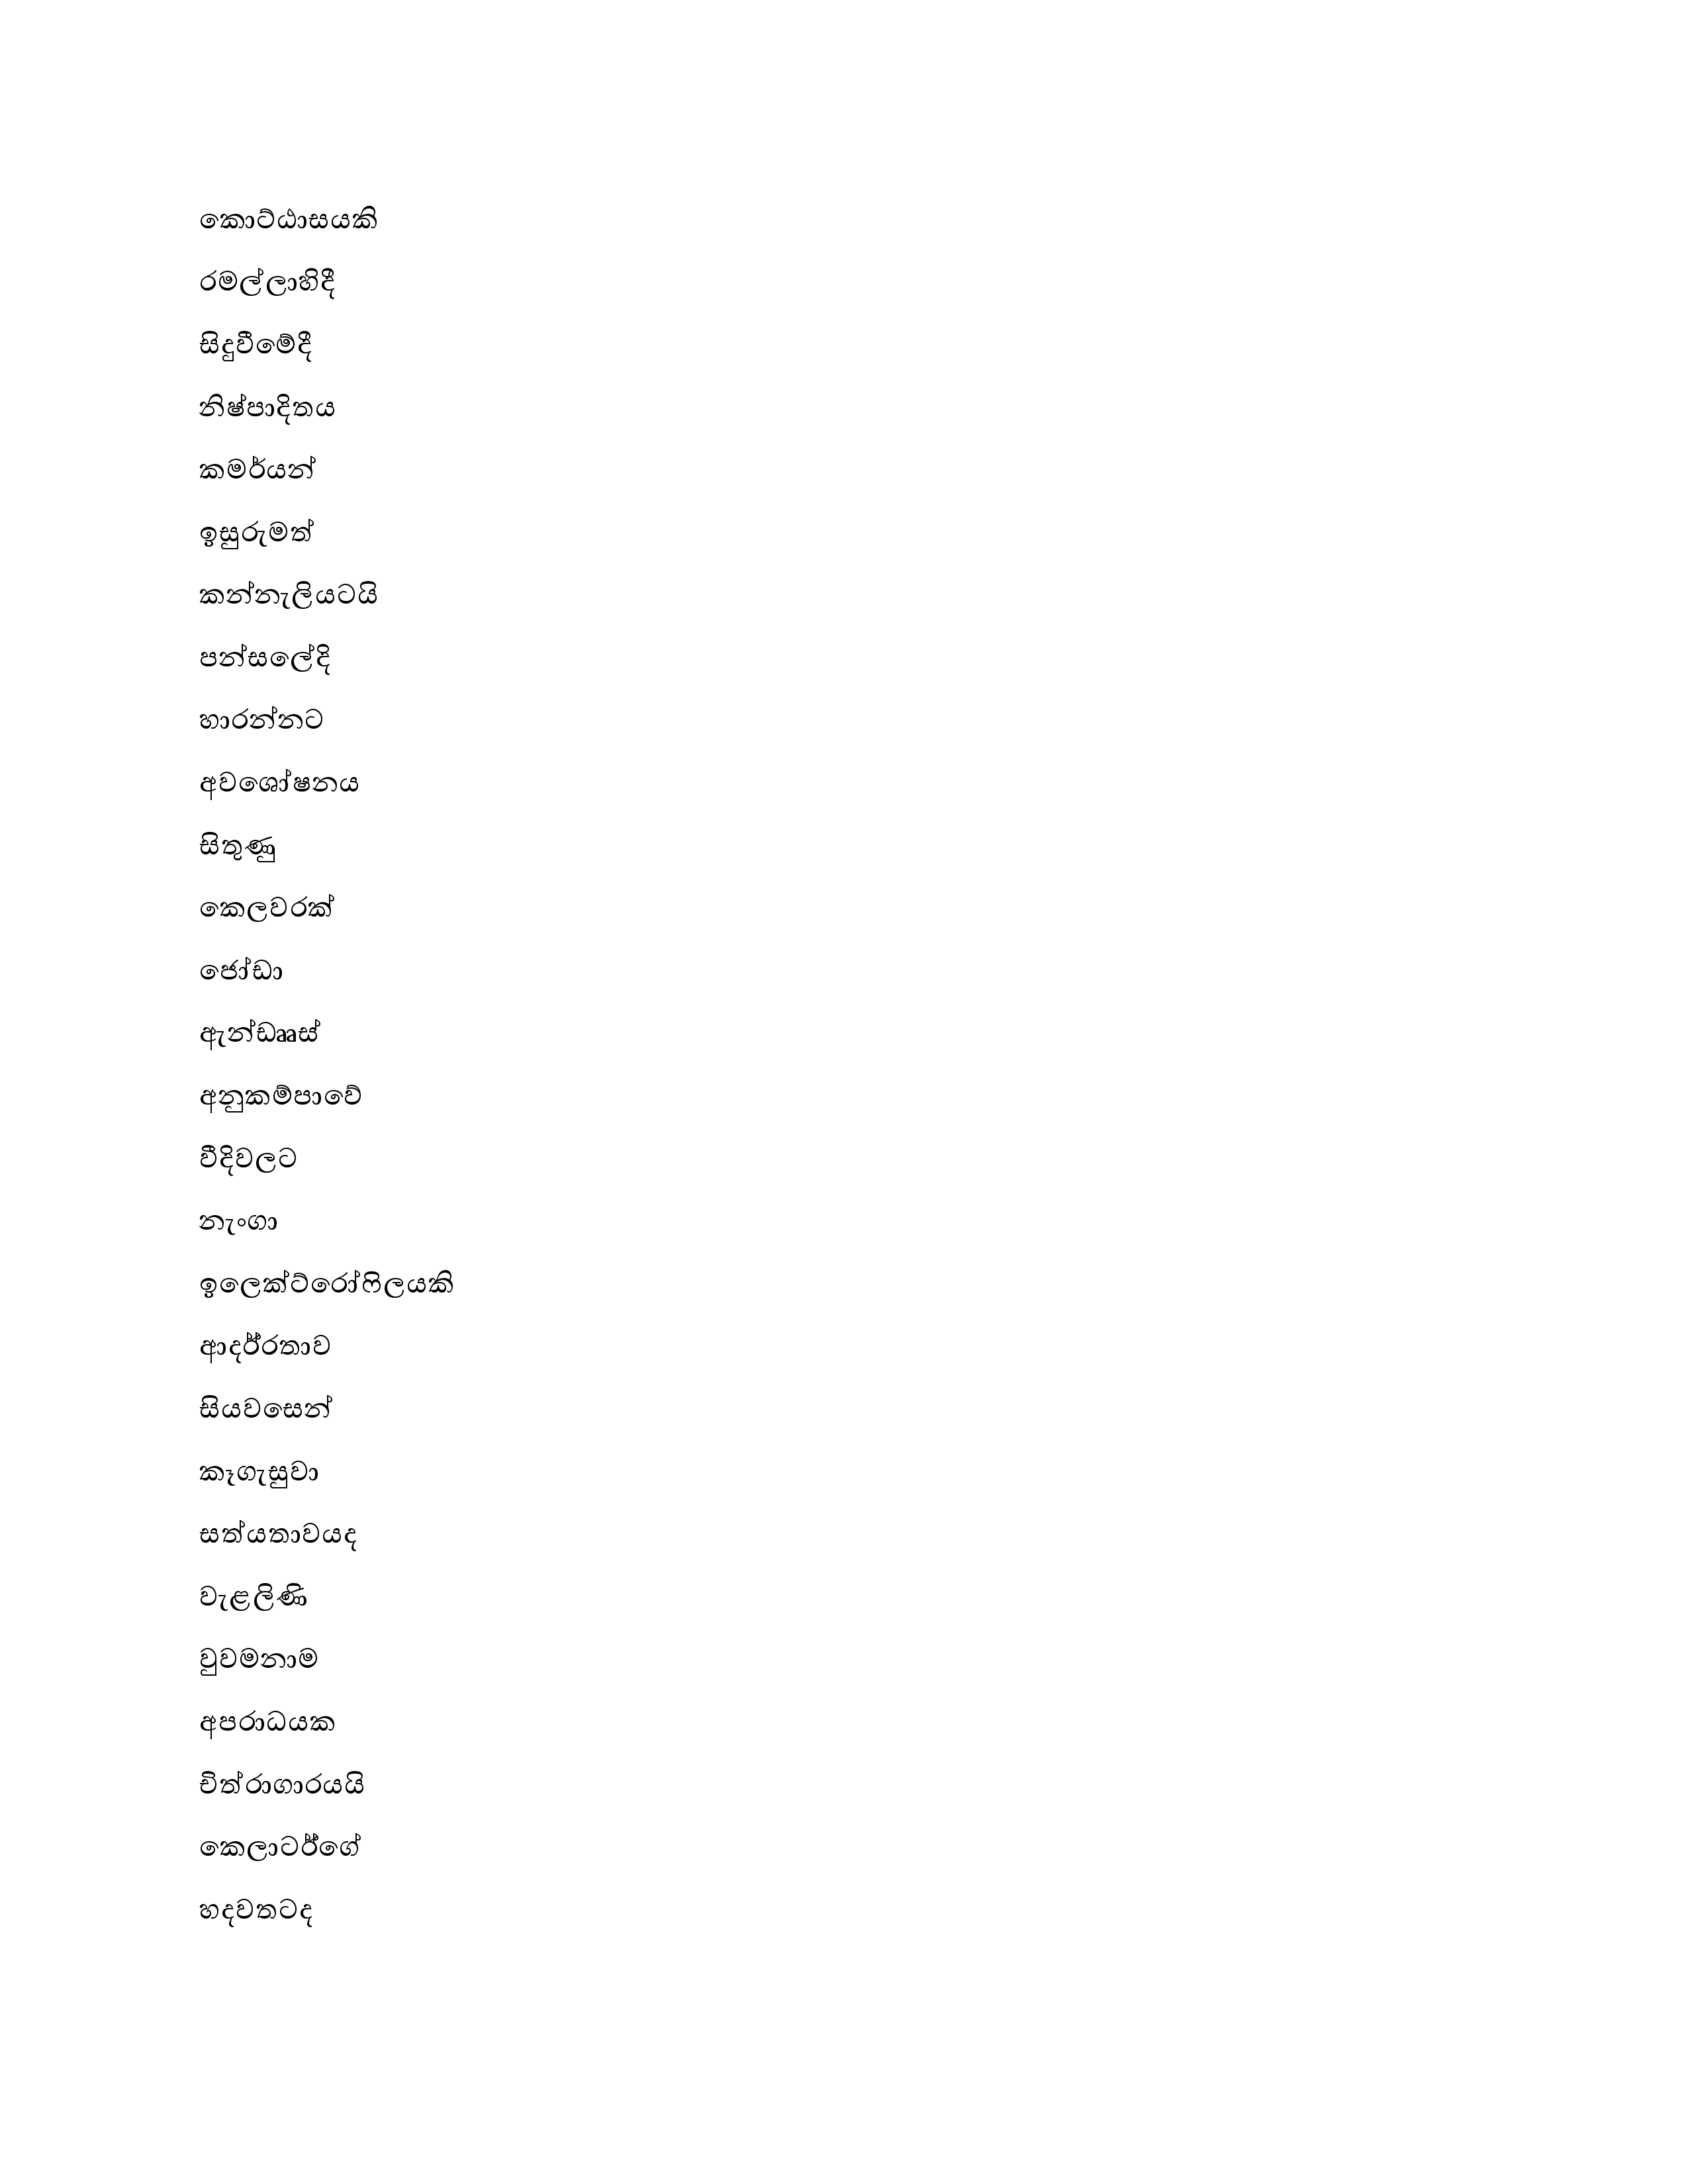 කොට්ඨාසයකි
රමල්ලාහිදී
සිදුවීමේදී
නිෂ්පාදිතය
කමර්යන්
ඉසුරුමත්
කන්නැලියටයි
පන්සලේදි
හාරන්නට
අවශෝෂනය
සිතුණු
කෙලවරක්
ජෝඩා
ඇන්ඩෲස්
අනුකම්පාවේ
වීදිවලට
නැංගා
ඉලෙක්ට්රෝෆිලයකි
ආදර්රතාව
සියවසෙන්
කෑගැසුවා
සත්යතාවයද
වැළලිණි
වුවමනාම
අපරාධයක
චිත්රාගාරයයි
කෙලාටර්ගේ
හදවතටද